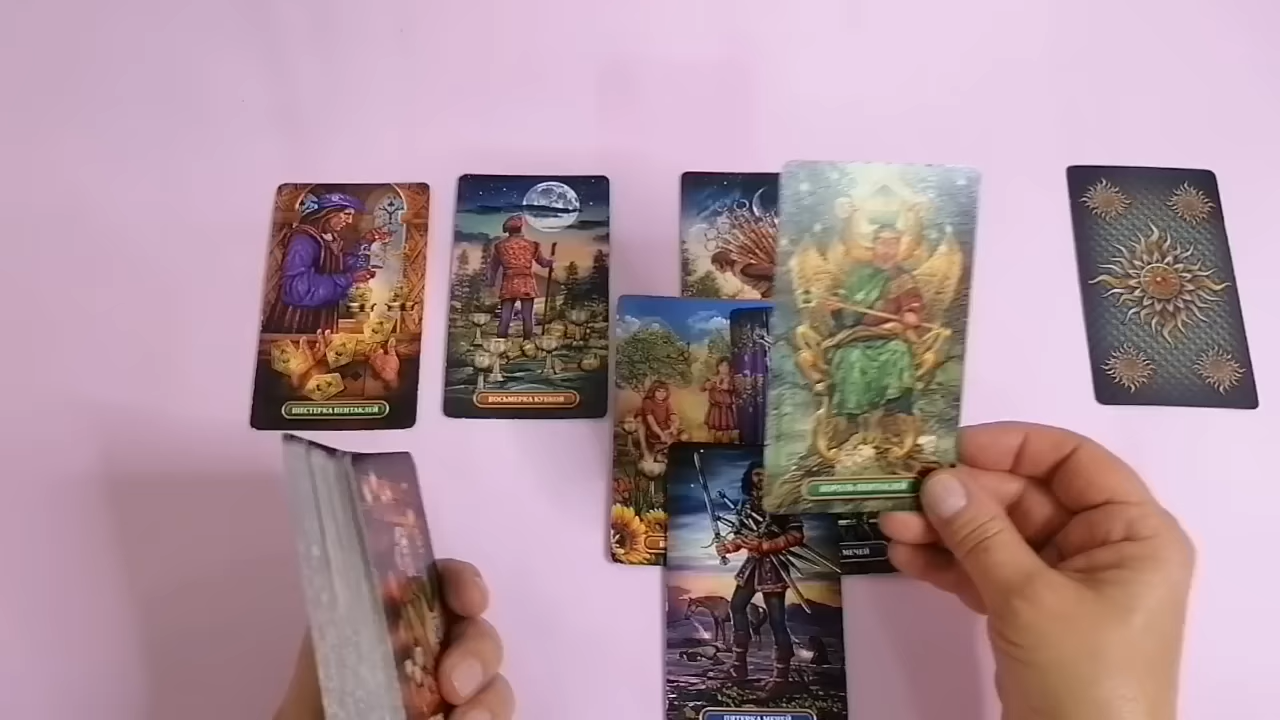 ШЕСТЕРКА ПЕНТАКЛЕЙ
ВОСЬМЕРКА КУБКОВ
КОРОЛЬ ПЕНТАКЛЕЙ
МЕЧЕЙ
ПЯТЕРКА МЕЧЕЙ